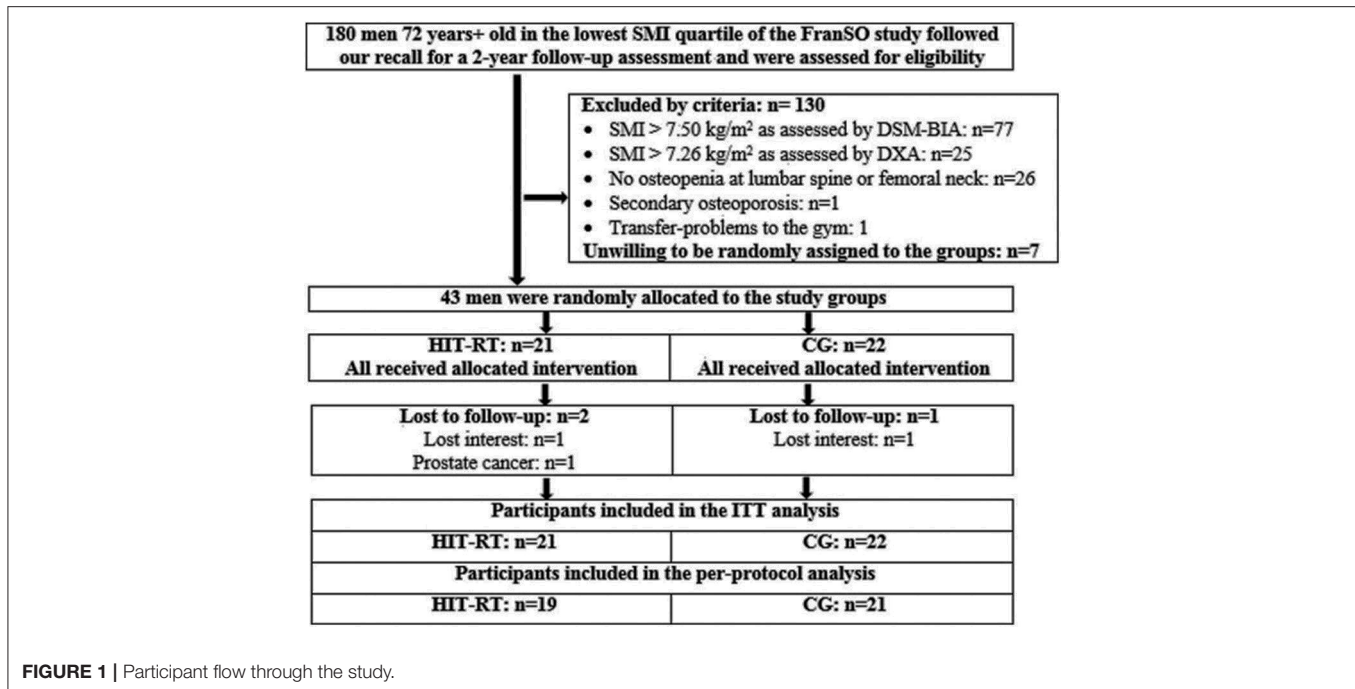 180 men 72 years+ old in the lowest SMI quartile of the FranSO study followed
our recall for a 2-year follow-up assessment and were assessed for eligibility
Excluded by criteria: n= 130
• SMI > 7.50 kg/m² as assessed by DSM-BIA: n=77
• SMI > 7.26 kg/m² as assessed by DXA: n=25
• No osteopenia at lumbar spine or femoral neck: n=26
• Secondary osteoporosis: n=1
• Transfer-problems to the gym: 1
Unwilling to be randomly assigned to the groups: n=7
43 men were randomly allocated to the study groups
HIT-RT: n=21
All received allocated intervention
CG: n=22
All received allocated intervention
Lost to follow-up: n=2
Lost interest: n=1
Prostate cancer: n=1
Lost to follow-up: n=1
Lost interest: n=1
Participants included in the ITT analysis
HIT-RT: n=21
CG: n=22
Participants included in the per-protocol analysis
HIT-RT: n=19
CG: n=21
FIGURE 1 | Participant flow through the study.